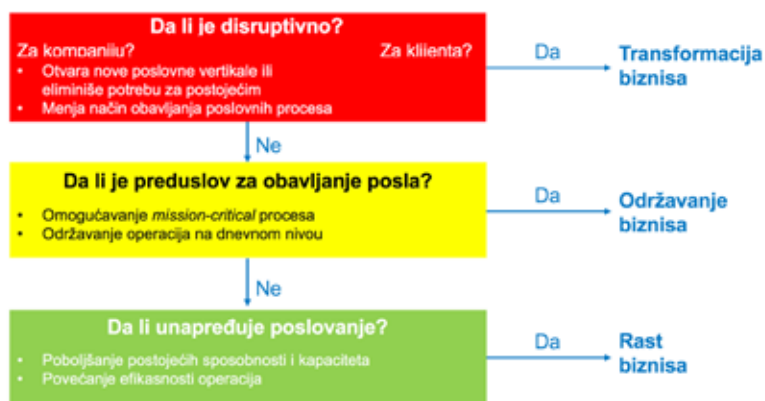 Da li je disruptivno?
Za kompaniju? Za klijenta?
• Otvara nove poslovne vertikale ili
eliminiše potrebu za postojećim
• Menja način obavljanja poslovnih procesa
Da
Transformacija
biznisa
Ne
Da li je preduslov za obavljanje posla?
• Omogućavanje mission-critical procesa
• Održavanje operacija na dnevnom nivou
Da
Održavanje
biznisa
Ne
Da li unapređuje poslovanje?
• Poboljšanje postojećih sposobnosti i kapaciteta
• Povećanje efikasnosti operacija
Da
Rast
biznisa